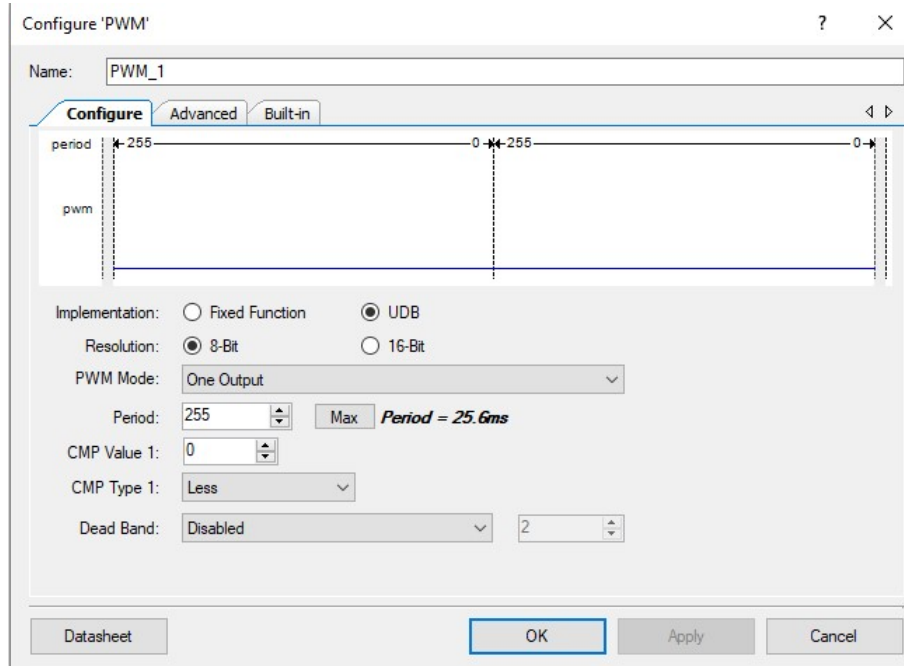 Configure 'PWM' ?
Name: PWM_1
Configure Advanced Built-in
period 255 0 255 0
pwm
Implementation: Fixed Function UDB
Resolution: 8-Bit 16-Bit
PWM Mode: One Output
Period: 255 Max Period = 25.6ms
CMP Value 1: 0
CMP Type 1: Less
Dead Band: Disabled 2
Datasheet OK Apply Cancel